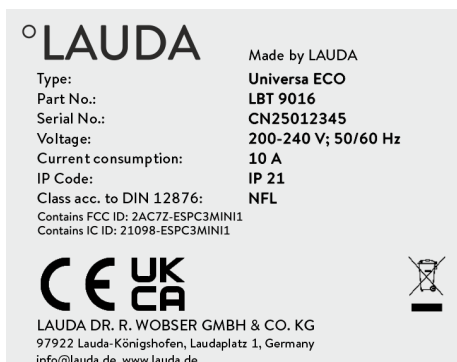 °LAUDA
Made by LAUDA
Type: Universa ECO
Part No.: LBT 9016
Serial No.: CN25012345
Voltage: 200-240 V; 50/60 Hz
Current consumption: 10 A
IP Code: IP 21
Class acc. to DIN 12876: NFL
Contains FCC ID: 2AC7Z-ESPC3MINI1
Contains IC ID: 21098-ESPC3MINI1
CE UK CA
LAUDA DR. R. WOBSER GMBH & CO. KG
97922 Lauda-Königshofen, Laudaplatz 1, Germany
info@lauda.de, www.lauda.de